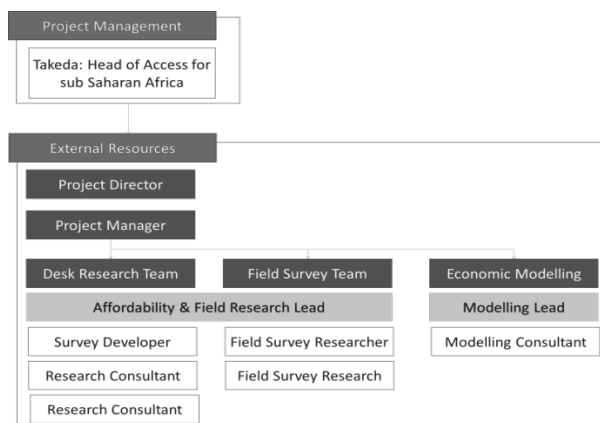 Project Management
Takeda: Head of Access for
sub Saharan Africa
External Resources
Project Director
Project Manager
Desk Research Team
Field Survey Team
Economic Modelling
Affordability & Field Research Lead
Modelling Lead
Survey Developer
Field Survey Researcher
Modelling Consultant
Research Consultant
Field Survey Research
Research Consultant